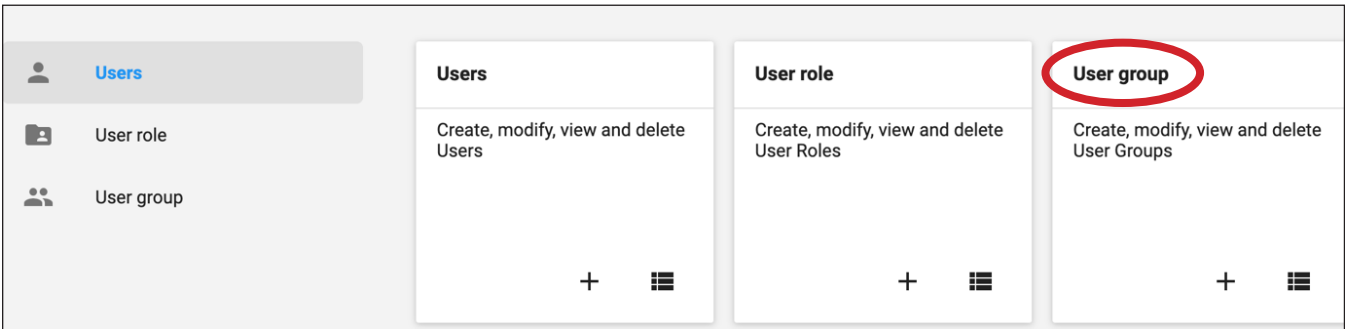 Users
User role
User group
Users
Create, modify, view and delete
Users
User role
Create, modify, view and delete
User Roles
User group
Create, modify, view and delete
User Groups